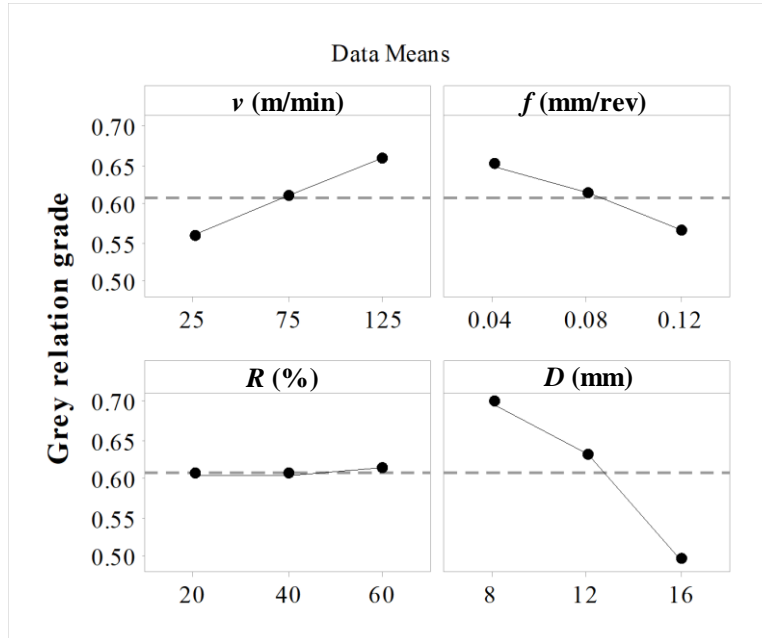 Data Means
v (m/min)
f (mm/rev)
Grey relation grade
0.70
0.65
0.60
0.55
0.50
25 75 125
0.04 0.08 0.12
R (%)
D (mm)
0.70
0.65
0.60
0.55
0.50
20 40 60
8 12 16